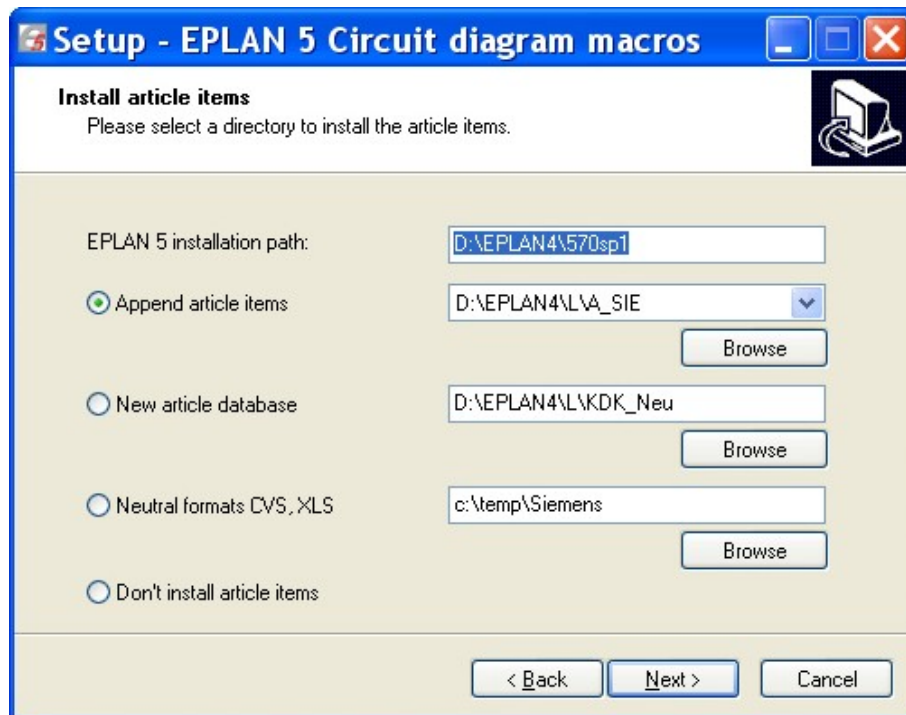 Setup - EPLAN 5 Circuit diagram macros
Install article items
Please select a directory to install the article items.
EPLAN 5 installation path:
D:\EPLAN4\570sp1
Append article items
D:\EPLAN4\L\A_SIE
Browse
New article database
D:\EPLAN4\L\KDK_Neu
Browse
Neutral formats CVS, XLS
c:\temp\Siemens
Browse
Don't install article items
< Back
Next >
Cancel